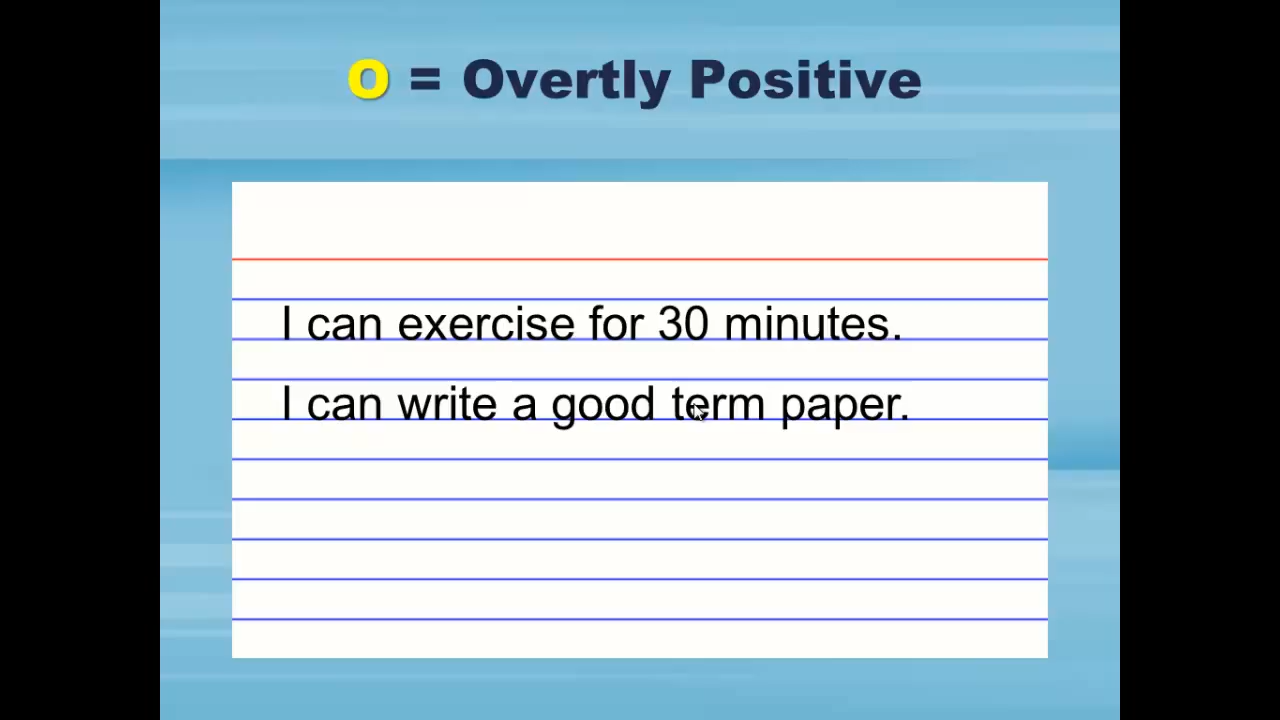 O = Overtly Positive
I can exercise for 30 minutes.
I can write a good term paper.